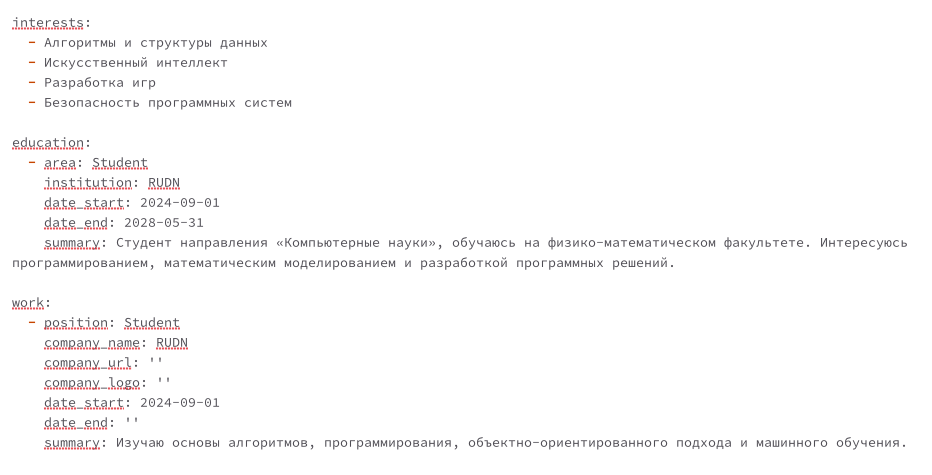 interests:
  - Алгоритмы и структуры данных
  - Искусственный интеллект
  - Разработка игр
  - Безопасность программных систем

education:
  - area: Student
    institution: RUDN
    date_start: 2024-09-01
    date_end: 2028-05-31
    summary: Студент направления «Компьютерные науки», обучаюсь на физико-математическом факультете. Интересуюсь
программированием, математическим моделированием и разработкой программных решений.

work:
  - position: Student
    company_name: RUDN
    company_url: ''
    company_logo: ''
    date_start: 2024-09-01
    date_end: ''
    summary: Изучаю основы алгоритмов, программирования, объектно-ориентированного подхода и машинного обучения.